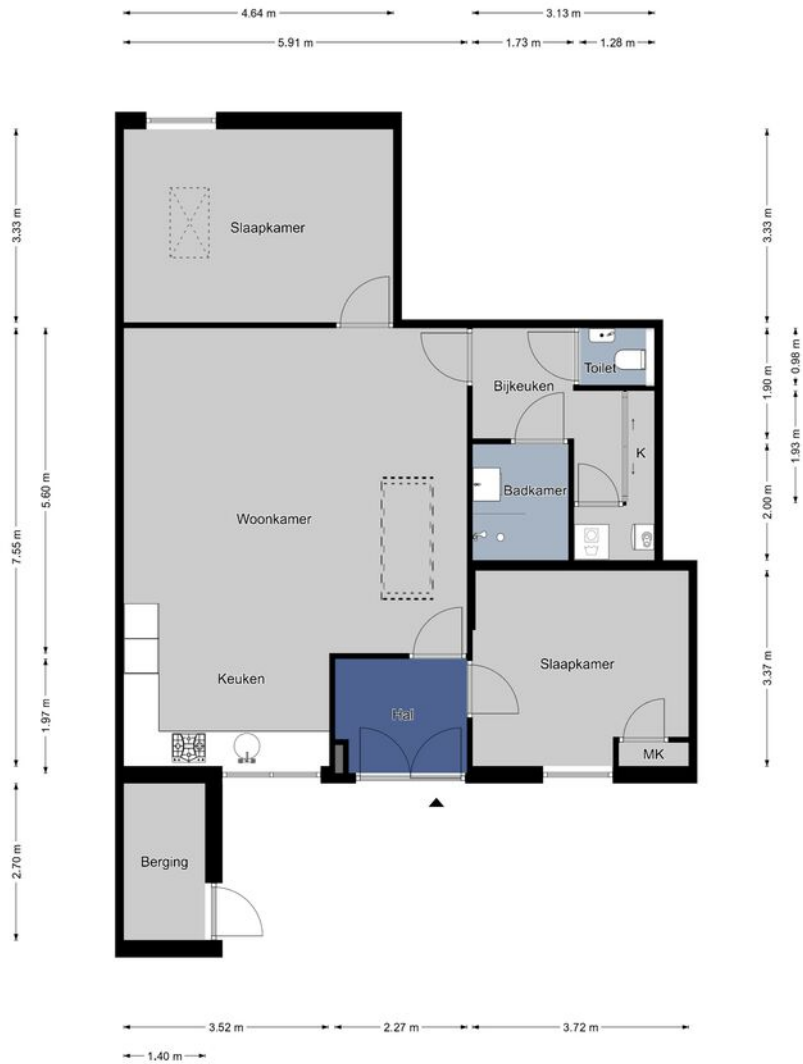 4.64 m
3.13 m
5.91 m
1.73 m
1.28 m
3.33 m
3.33 m
Slaapkamer
Toilet
Bijkeuken
0.98 m
1.90 m
K
1.93 m
Badkamer
5.60 m
Woonkamer
2.00 m
7.55 m
Slaapkamer
3.37 m
Keuken
Hal
1.97 m
MK
Berging
2.70 m
3.52 m
2.27 m
3.72 m
1.40 m